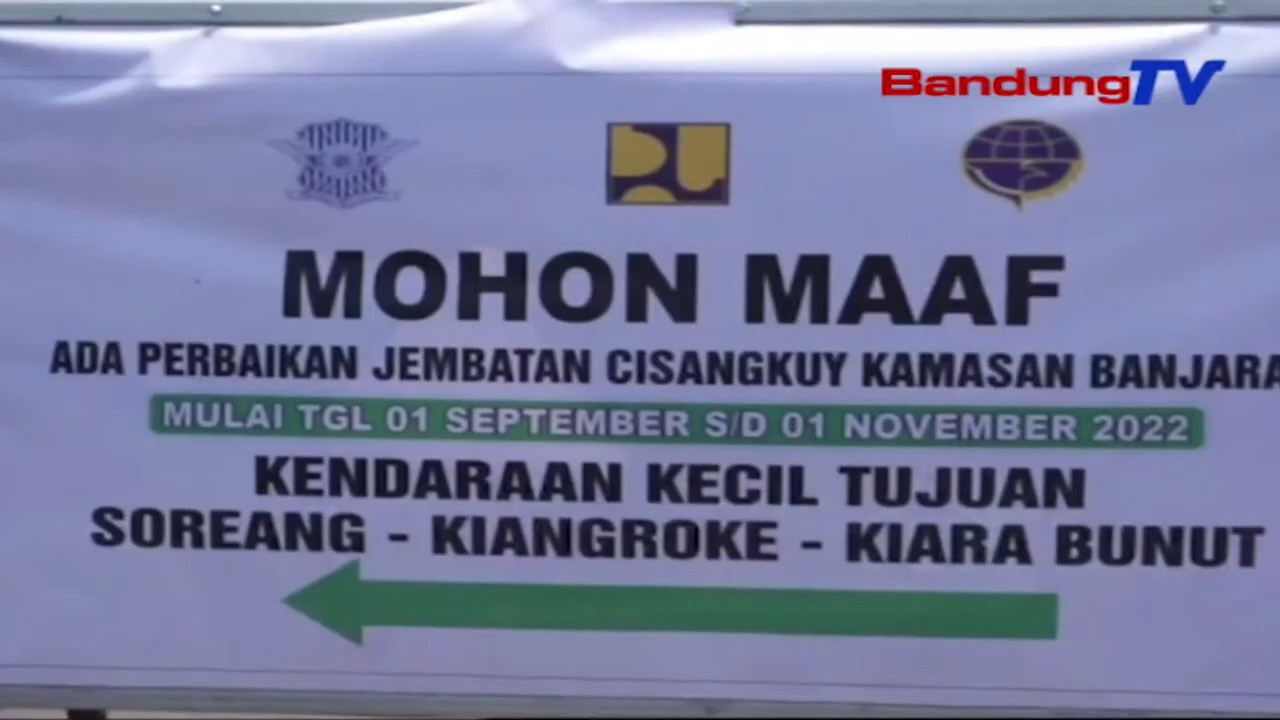 BandungTV
MOHON MAAF
ADA PERBAIKAN JEMBATAN CISANGKUY KAMASAN BANJARA
MULAI TGL 01 SEPTEMBER S/D 01 NOVEMBER 2022
KENDARAAN KECIL TUJUAN
SOREANG - KIANGROKE - KIARA BUNUT